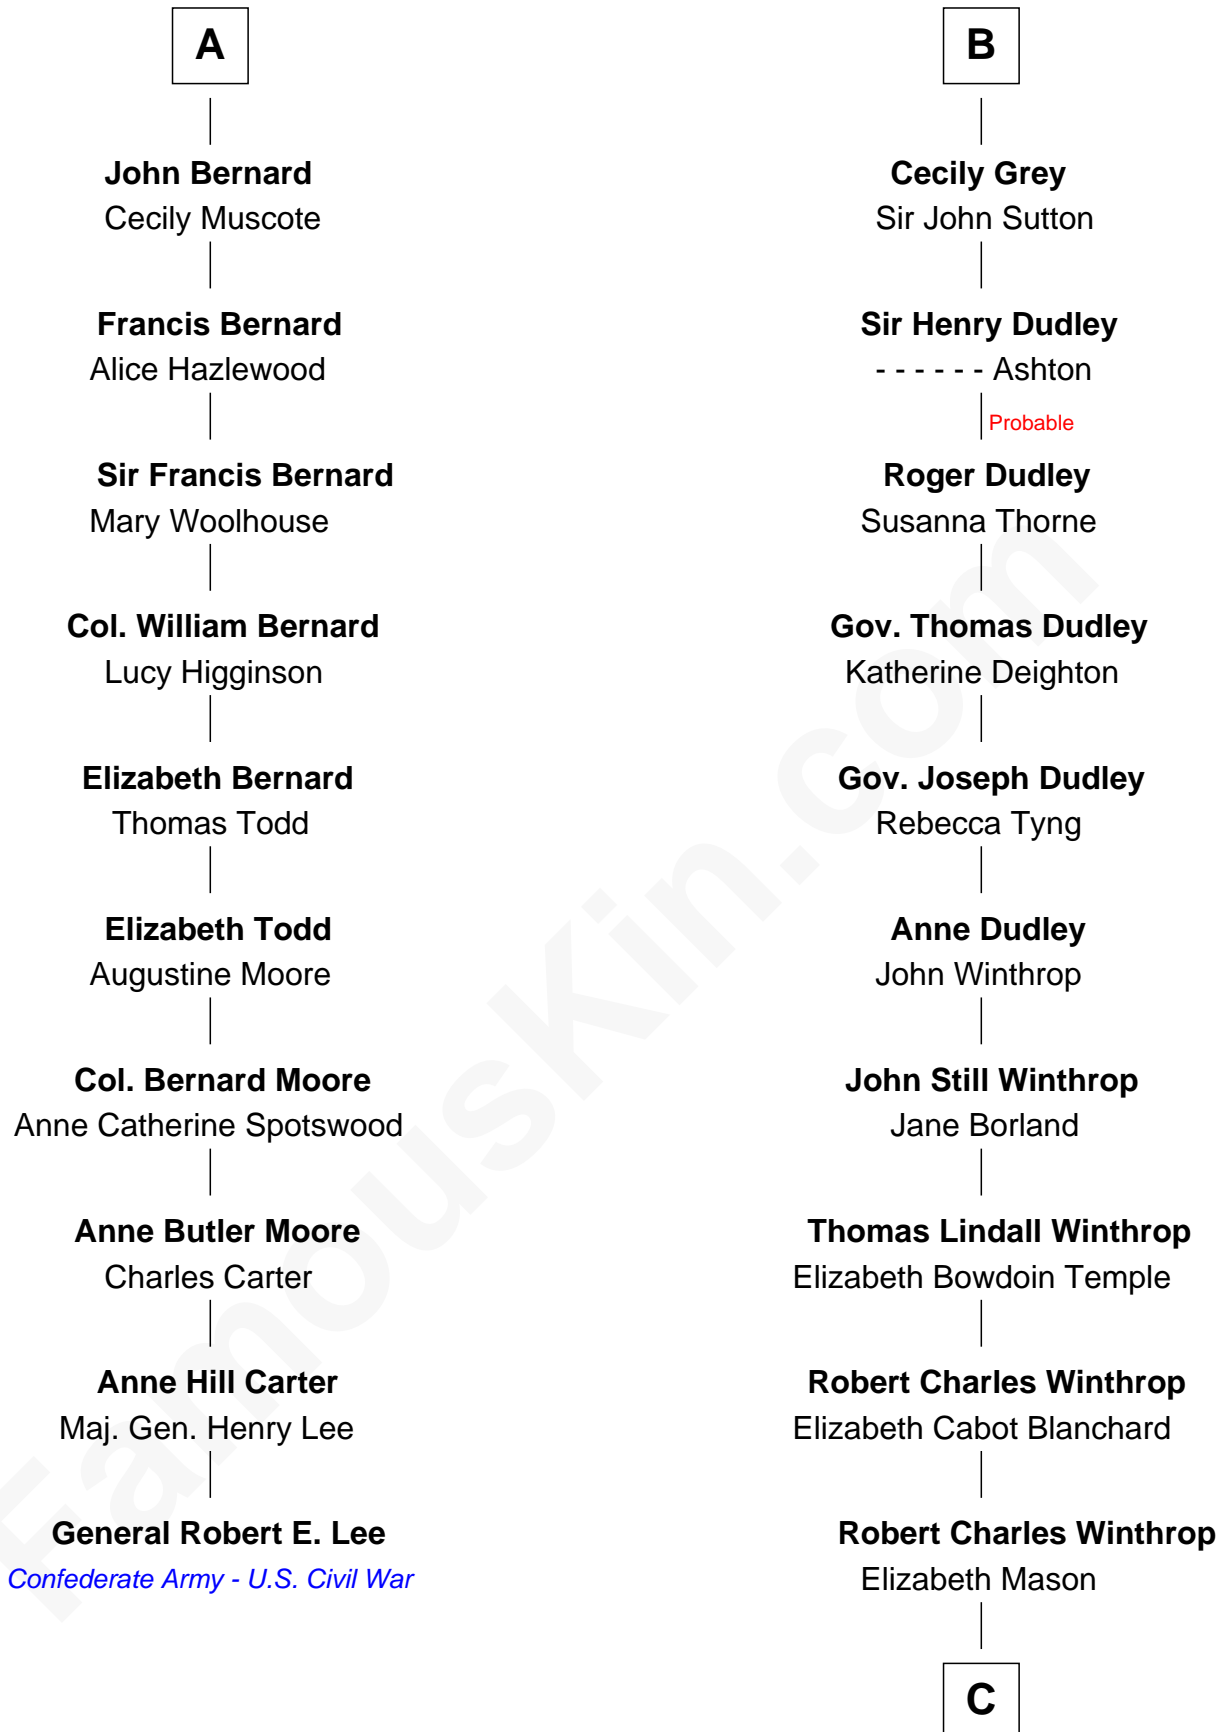 A
John Bernard
Cecily Muscote
Francis Bernard
Alice Hazlewood
Sir Francis Bernard
Mary Woolhouse
Col. William Bernard
Lucy Higginson
Elizabeth Bernard
Thomas Todd
Elizabeth Todd
Augustine Moore
Col. Bernard Moore
Anne Catherine Spotswood
Anne Butler Moore
Charles Carter
Anne Hill Carter
Maj. Gen. Henry Lee
General Robert E. Lee
Confederate Army - U.S. Civil War
B
Cecily Grey
Sir John Sutton
Sir Henry Dudley
- - - - - - Ashton
Probable
Roger Dudley
Susanna Thorne
Gov. Thomas Dudley
Katherine Deighton
Gov. Joseph Dudley
Rebecca Tyng
Anne Dudley
John Winthrop
John Still Winthrop
Jane Borland
Thomas Lindall Winthrop
Elizabeth Bowdoin Temple
Robert Charles Winthrop
Elizabeth Cabot Blanchard
Robert Charles Winthrop
Elizabeth Mason
C
FamousKin.com